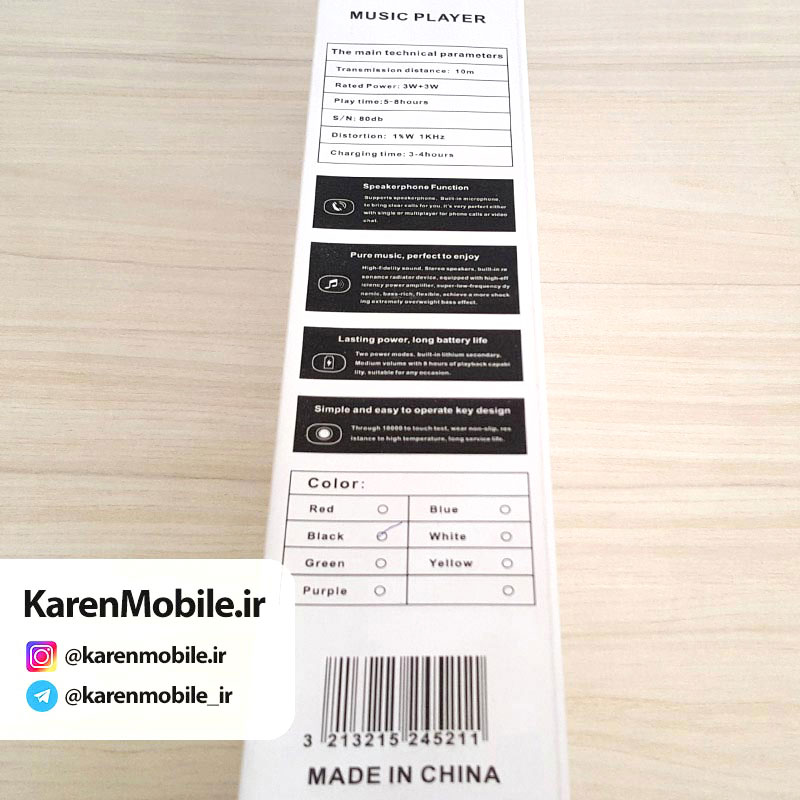 MUSIC PLAYER
The main technical parameters
Transmission distance: 10m
Rated Power: 3W+3W
Play time:5-8hours
S/N: 80db
Distortion: 1%W 1KHz
Charging time: 3-4hours
Speakerphone Function
Supports speakerphone, Built-in microphone,
to bring clear calls for you. It's very perfect either
with single or multiplayer for phone calls or video
chat.
Pure music, perfect to enjoy
High-fidelity sound, Stereo speakers, built-in re
sonance radiator device, equipped with high-eff
iciency power amplifier, super-low-frequency dy
namic, bass-rich, flexible, achieve a more shock
ing extremely overweight bass effect.
Lasting power, long battery life
Two power modes, built-in lithium secondary,
Medium volume with 8 hours of playback capabi
lity, suitable for any occasion.
Simple and easy to operate key design
Through 10000 to touch test, wear non-slip, res
istance to high temperature, long service life.
Color:
Red Blue
Black White
Green Yellow
Purple
KarenMobile.ir
@karenmobile.ir
@karenmobile_ir
3 213215 245211
MADE IN CHINA